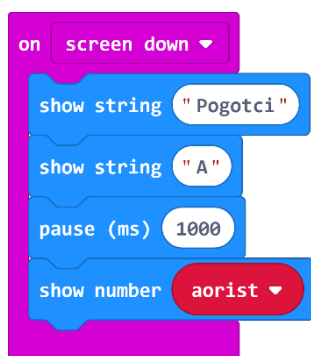 on screen down
show string "Pogotci"
show string "A"
pause (ms) 1000
show number aorist